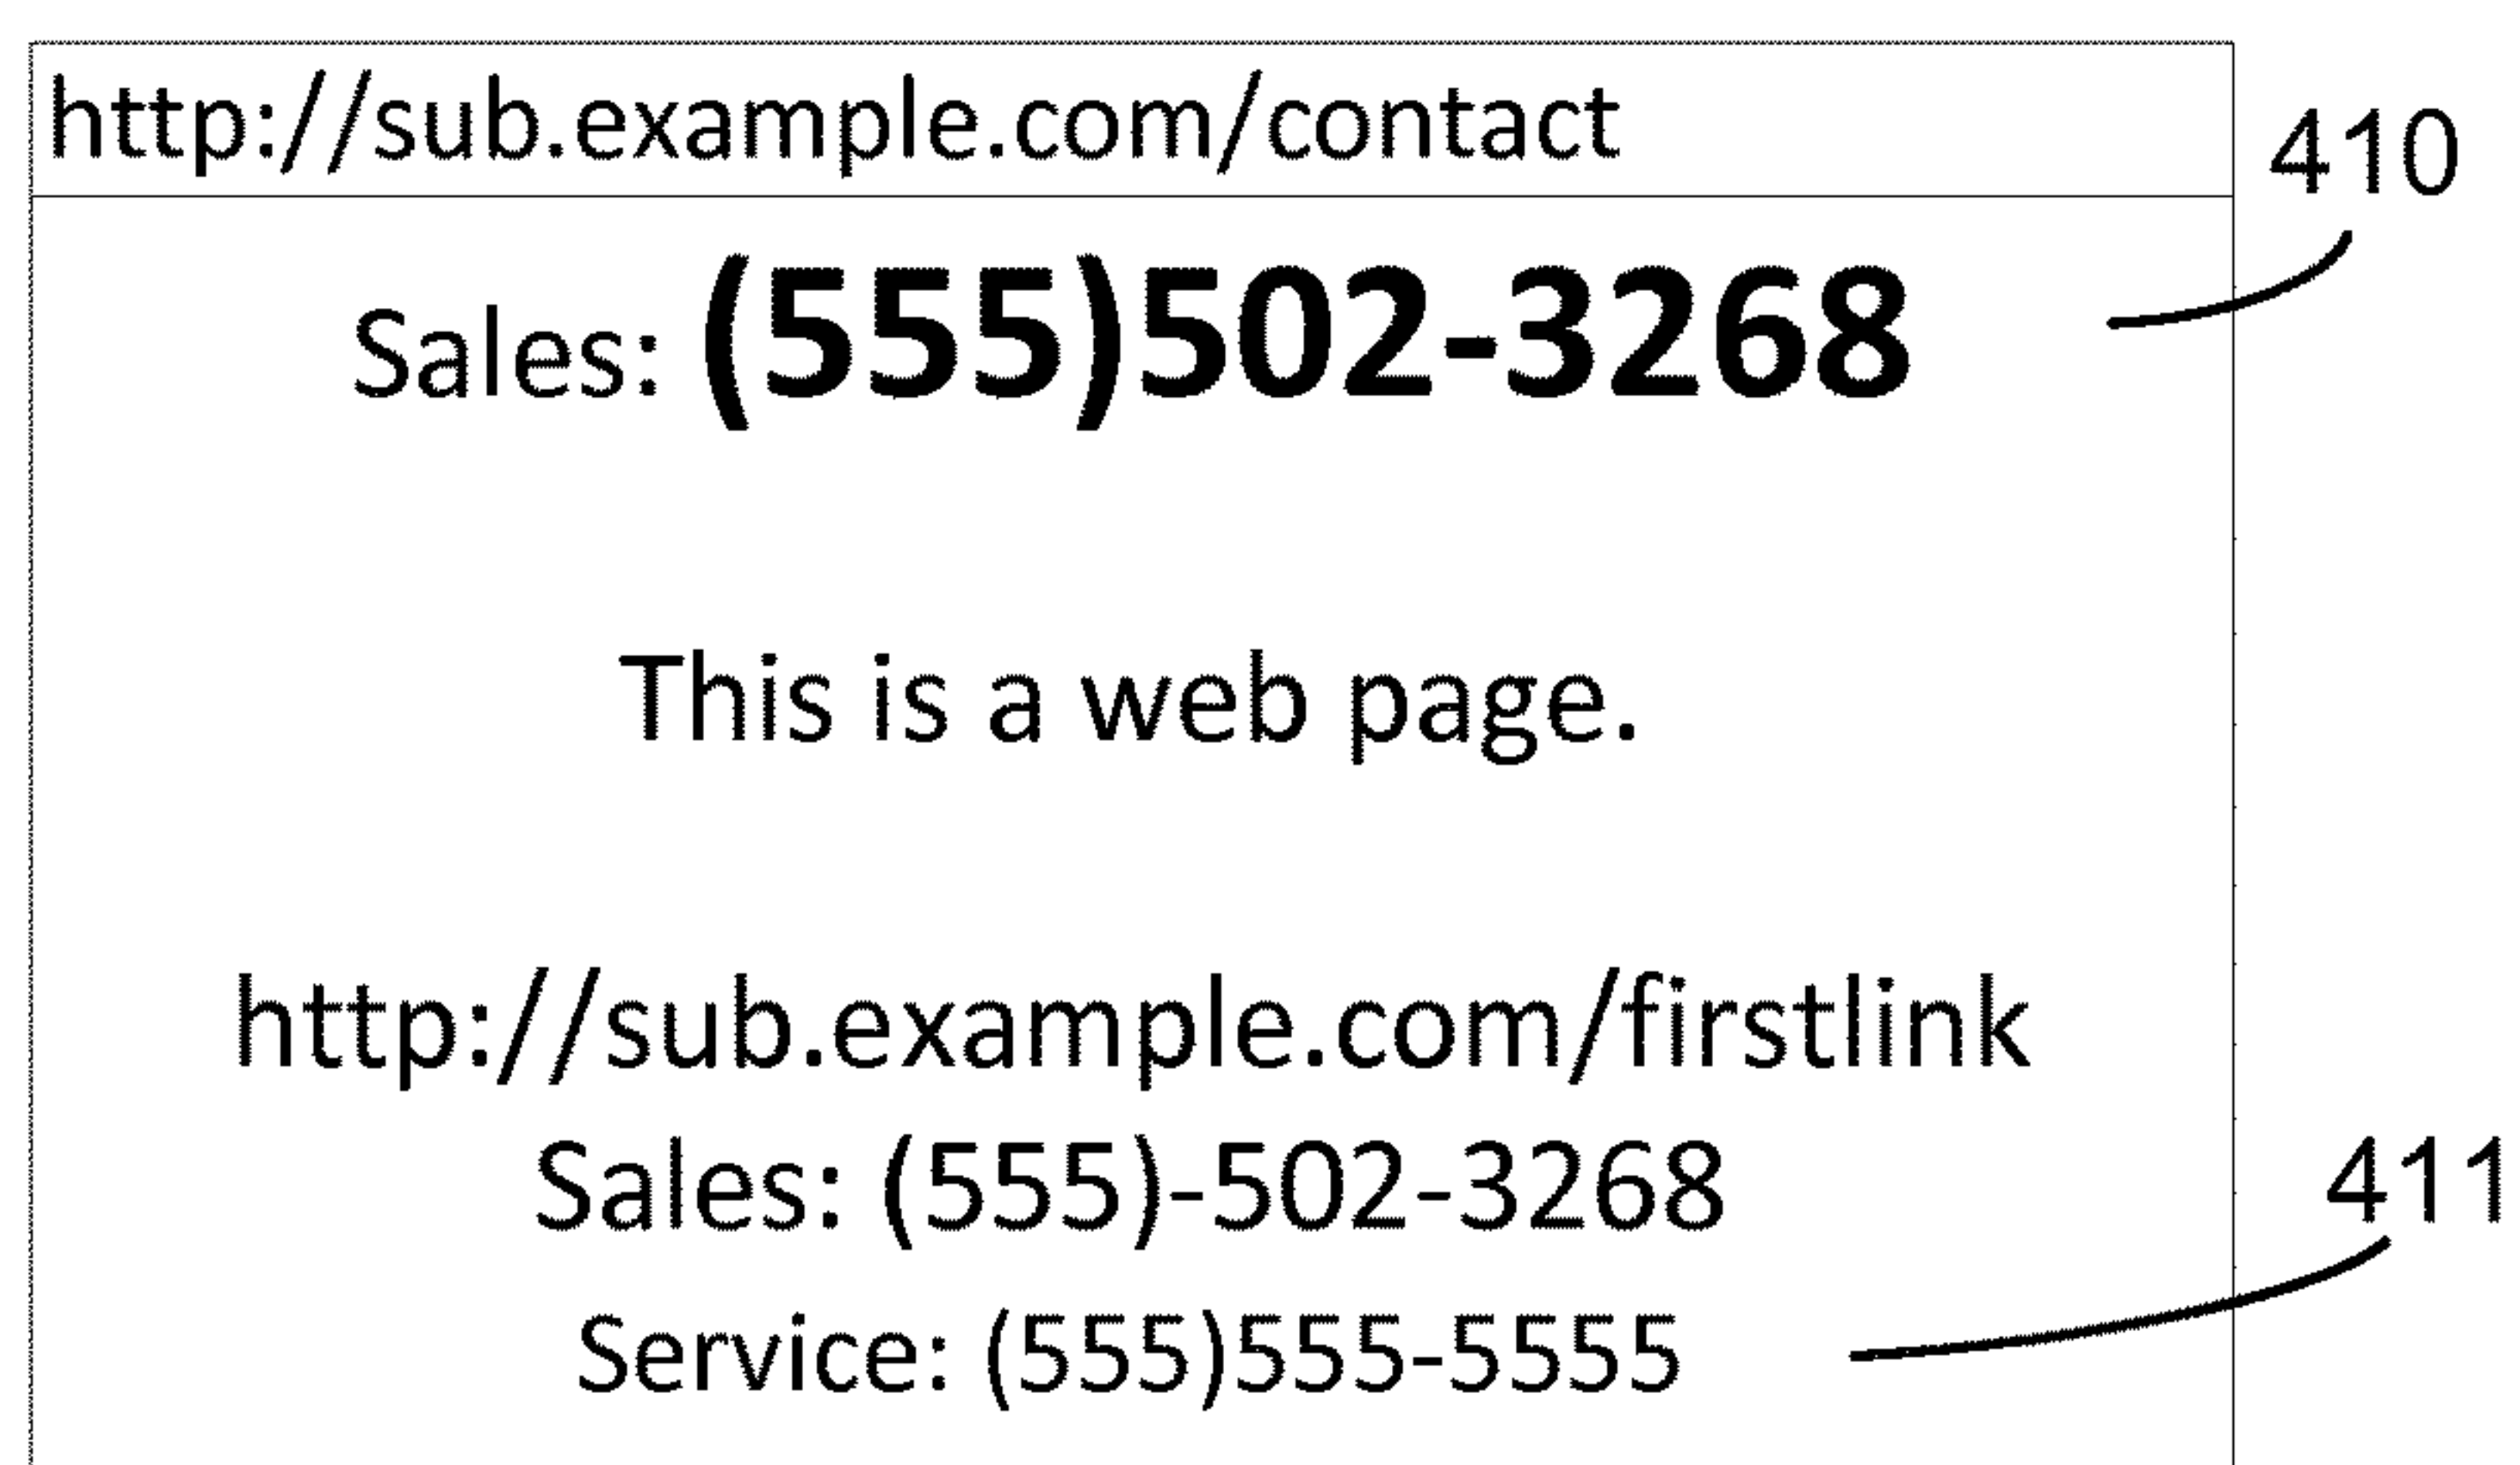 http://sub.example.com/contact
410
Sales: (555)502-3268
This is a web page.
http://sub.example.com/firstlink
Sales: (555)-502-3268
411
Service: (555)555-5555